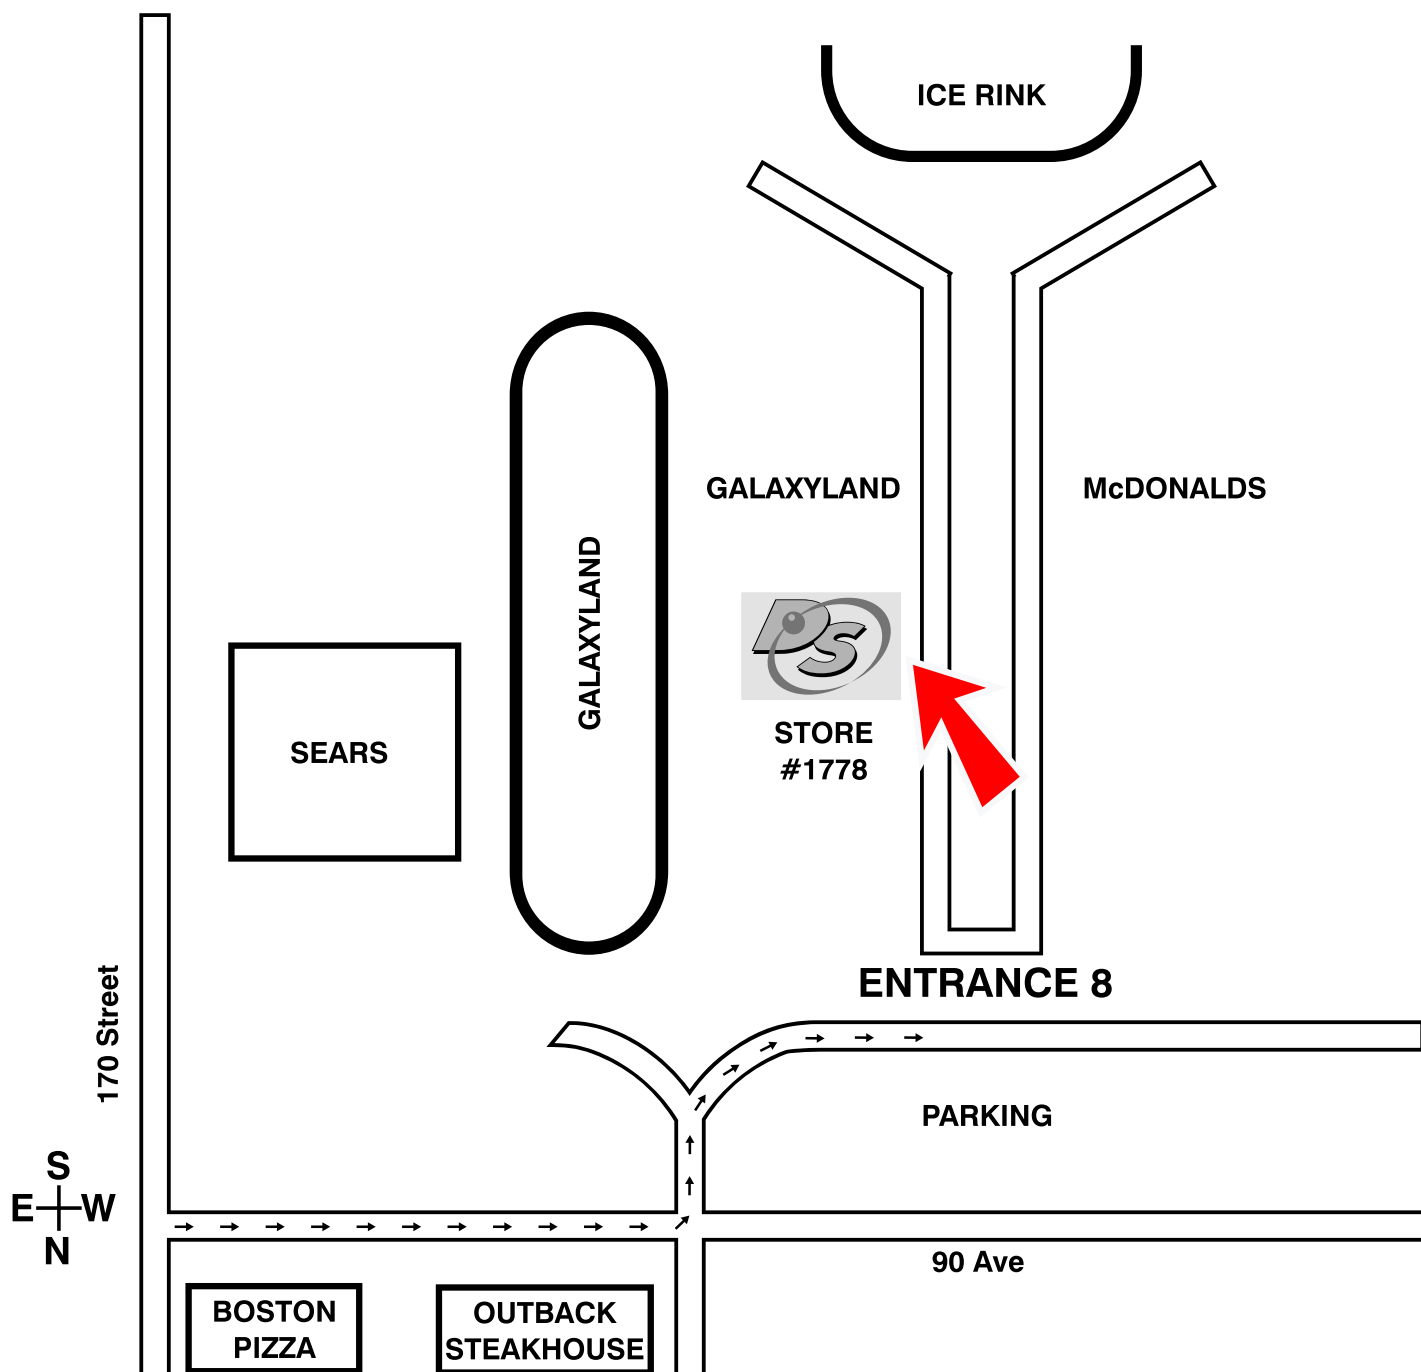 ICE RINK
GALAXYLAND
McDONALDS
GALAXYLAND
DS
STORE
#1778
SEARS
ENTRANCE 8
170 Street
PARKING
S
E W
N
90 Ave
BOSTON
PIZZA
OUTBACK
STEAKHOUSE